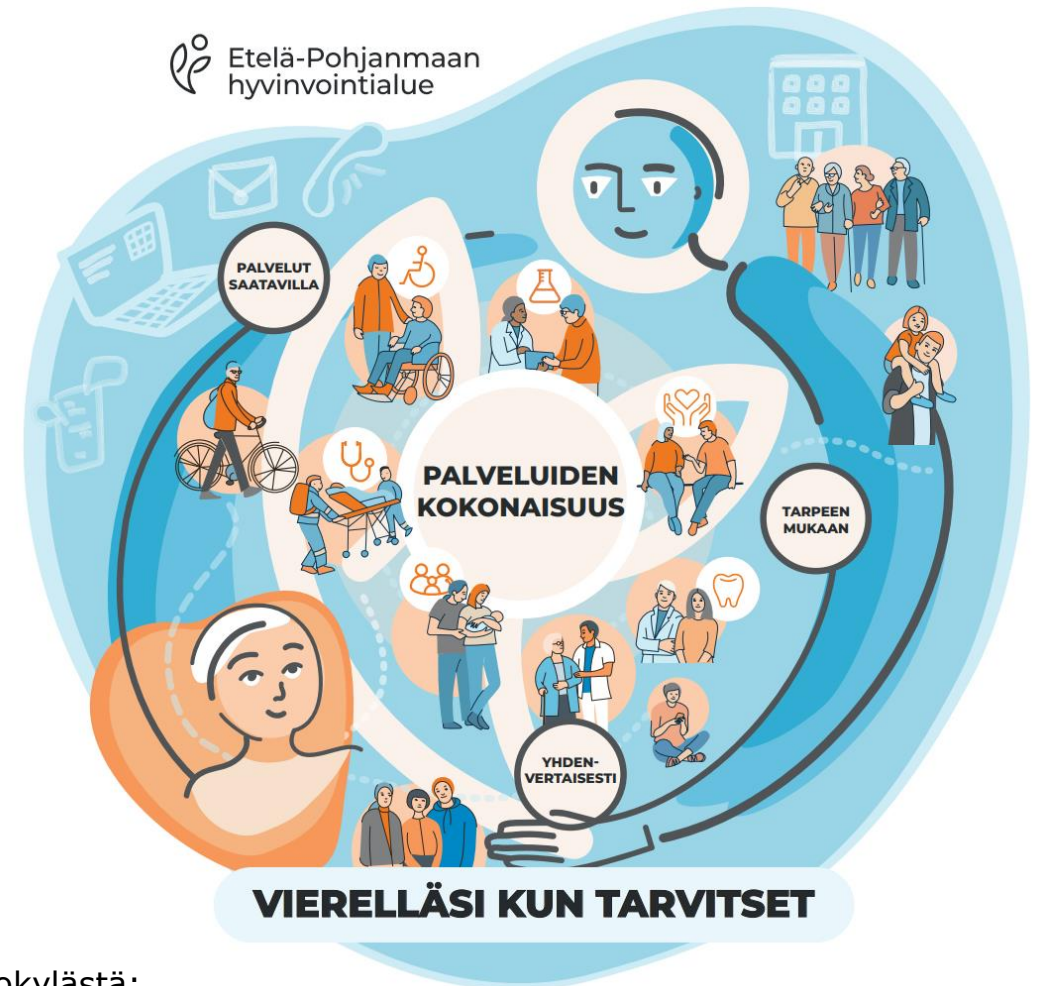 Etelä-Pohjanmaan
hyvinvointialue
PALVELUT
SAATAVILLA
PALVELUIDEN
KOKONAISUUS
TARPEEN
MUKAAN
YHDEN-
VERTAISESTI
VIERELLÄSI KUN TARVITSET